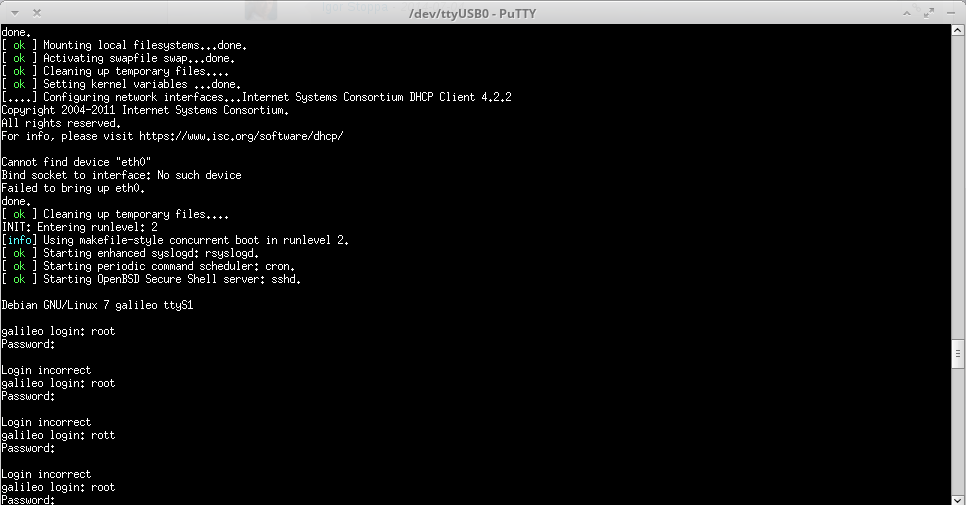 /dev/ttyUSB0 - PuTTY
done.
[ ok ] Mounting local filesystems...done.
[ ok ] Activating swapfile swap...done.
[ ok ] Cleaning up temporary files....
[ ok ] Setting kernel variables ...done.
[....] Configuring network interfaces...Internet Systems Consortium DHCP Client 4.2.2
Copyright 2004-2011 Internet Systems Consortium.
All rights reserved.
For info, please visit https://www.isc.org/software/dhcp/
Cannot find device "eth0"
Bind socket to interface: No such device
Failed to bring up eth0.
done.
[ ok ] Cleaning up temporary files....
INIT: Entering runlevel: 2
[info] Using makefile-style concurrent boot in runlevel 2.
[ ok ] Starting enhanced syslogd: rsyslogd.
[ ok ] Starting periodic command scheduler: cron.
[ ok ] Starting OpenBSD Secure Shell server: sshd.
Debian GNU/Linux 7 galileo ttyS1
galileo login: root
Password:
Login incorrect
galileo login: root
Password:
Login incorrect
galileo login: rott
Password:
Login incorrect
galileo login: root
Password: